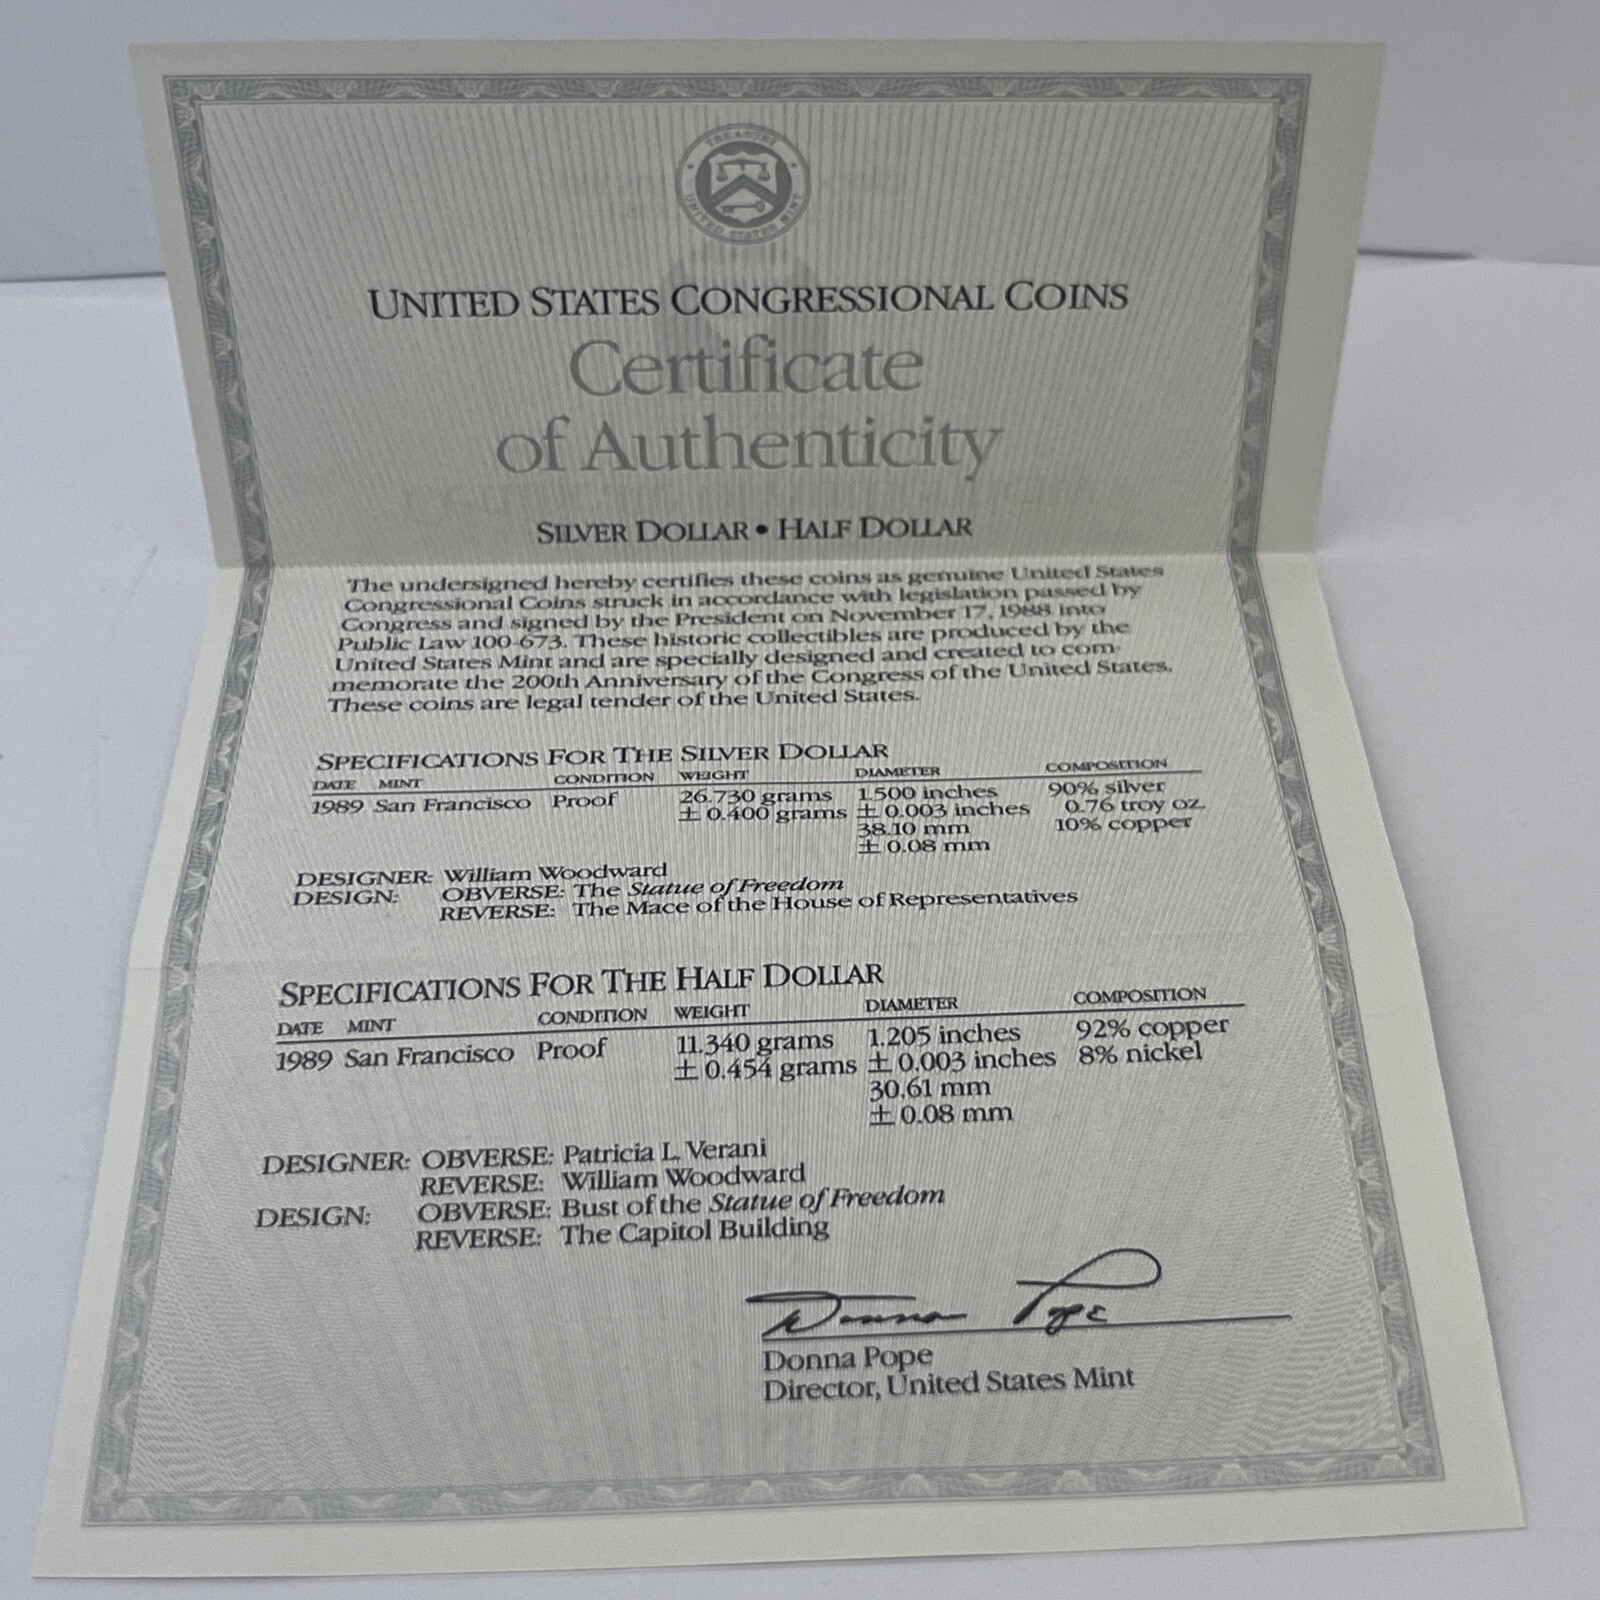 TREASURY
UNITED STATES MINT
UNITED STATES CONGRESSIONAL COINS
Certificate
of Authenticity
SILVER DOLLAR • HALF DOLLAR
The undersigned hereby certifies these coins as genuine United States
Congressional Coins struck in accordance with legislation passed by
Congress and signed by the President on November 17, 1988 into
Public Law 100-673. These historic collectibles are produced by the
United States Mint and are specially designed and created to com-
memorate the 200th Anniversary of the Congress of the United States.
These coins are legal tender of the United States.
SPECIFICATIONS FOR THE SILVER DOLLAR
DATE MINT CONDITION WEIGHT DIAMETER COMPOSITION
1989 San Francisco Proof 26.730 grams 1.500 inches 90% silver
± 0.400 grams ± 0.003 inches 0.76 troy oz.
38.10 mm 10% copper
± 0.08 mm
DESIGNER: William Woodward
DESIGN: OBVERSE: The Statue of Freedom
REVERSE: The Mace of the House of Representatives
SPECIFICATIONS FOR THE HALF DOLLAR
DATE MINT CONDITION WEIGHT DIAMETER COMPOSITION
1989 San Francisco Proof 11.340 grams 1.205 inches 92% copper
± 0.454 grams ± 0.003 inches 8% nickel
30.61 mm
± 0.08 mm
DESIGNER: OBVERSE: Patricia L. Verani
REVERSE: William Woodward
DESIGN: OBVERSE: Bust of the Statue of Freedom
REVERSE: The Capitol Building
Donna Pope
Donna Pope
Director, United States Mint